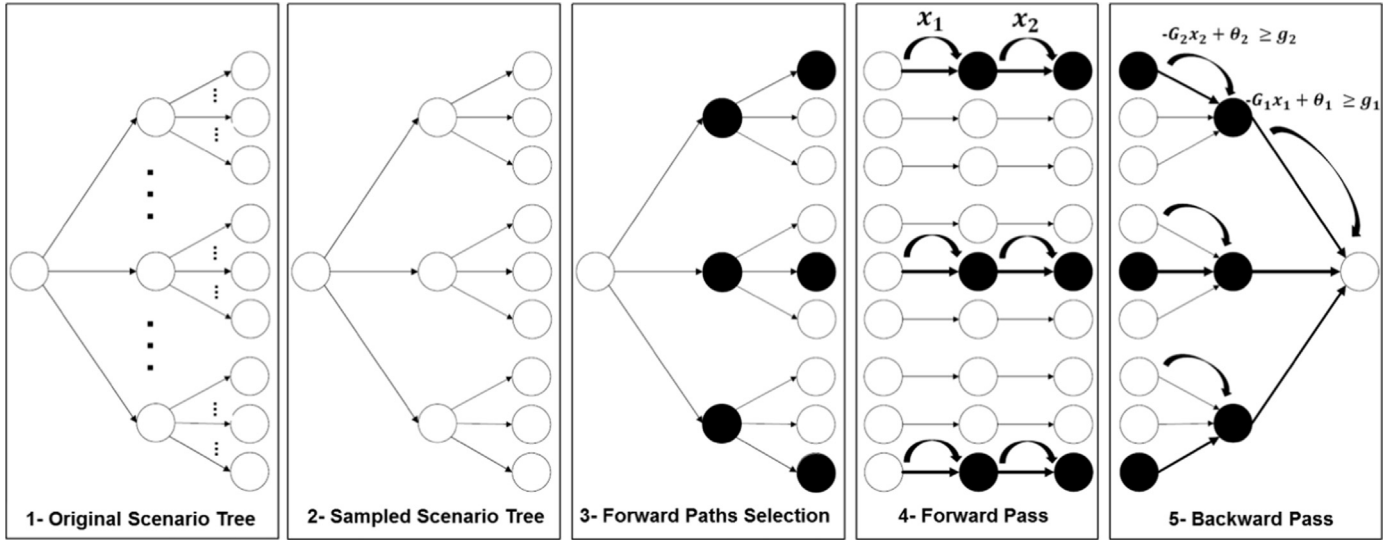 x₁ x₂
-G₂x₂ + θ₂ ≥ g₂
-G₁x₁ + θ₁ ≥ g₁
1- Original Scenario Tree
2- Sampled Scenario Tree
3- Forward Paths Selection
4- Forward Pass
5- Backward Pass